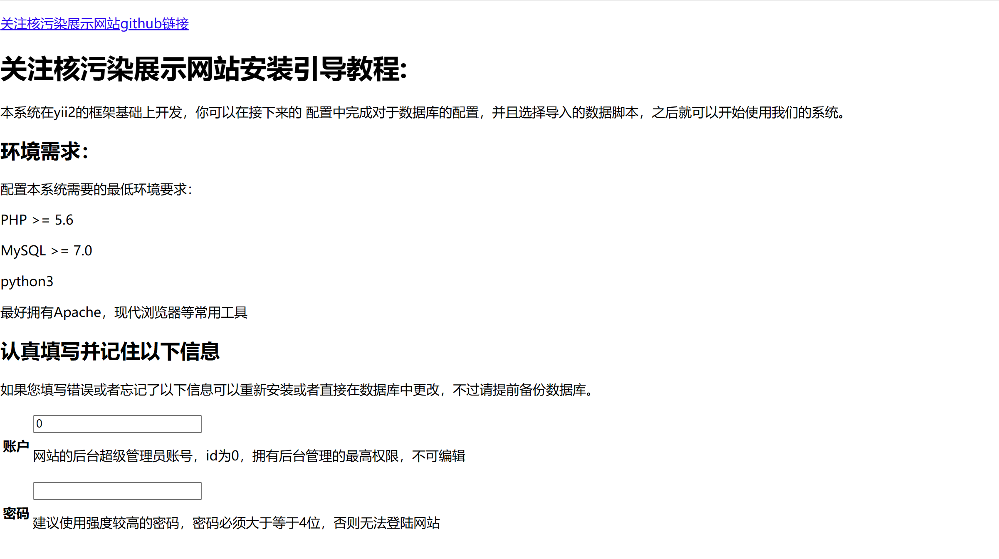 关注核污染展示网站github链接
关注核污染展示网站安装引导教程:
本系统在yii2的框架基础上开发，你可以在接下来的 配置中完成对于数据库的配置，并且选择导入的数据脚本，之后就可以开始使用我们的系统。
环境需求：
配置本系统需要的最低环境要求：
PHP >= 5.6
MySQL >= 7.0
python3
最好拥有Apache，现代浏览器等常用工具
认真填写并记住以下信息
如果您填写错误或者忘记了以下信息可以重新安装或者直接在数据库中更改，不过请提前备份数据库。
0
账户
网站的后台超级管理员账号，id为0，拥有后台管理的最高权限，不可编辑
密码
建议使用强度较高的密码，密码必须大于等于4位，否则无法登陆网站